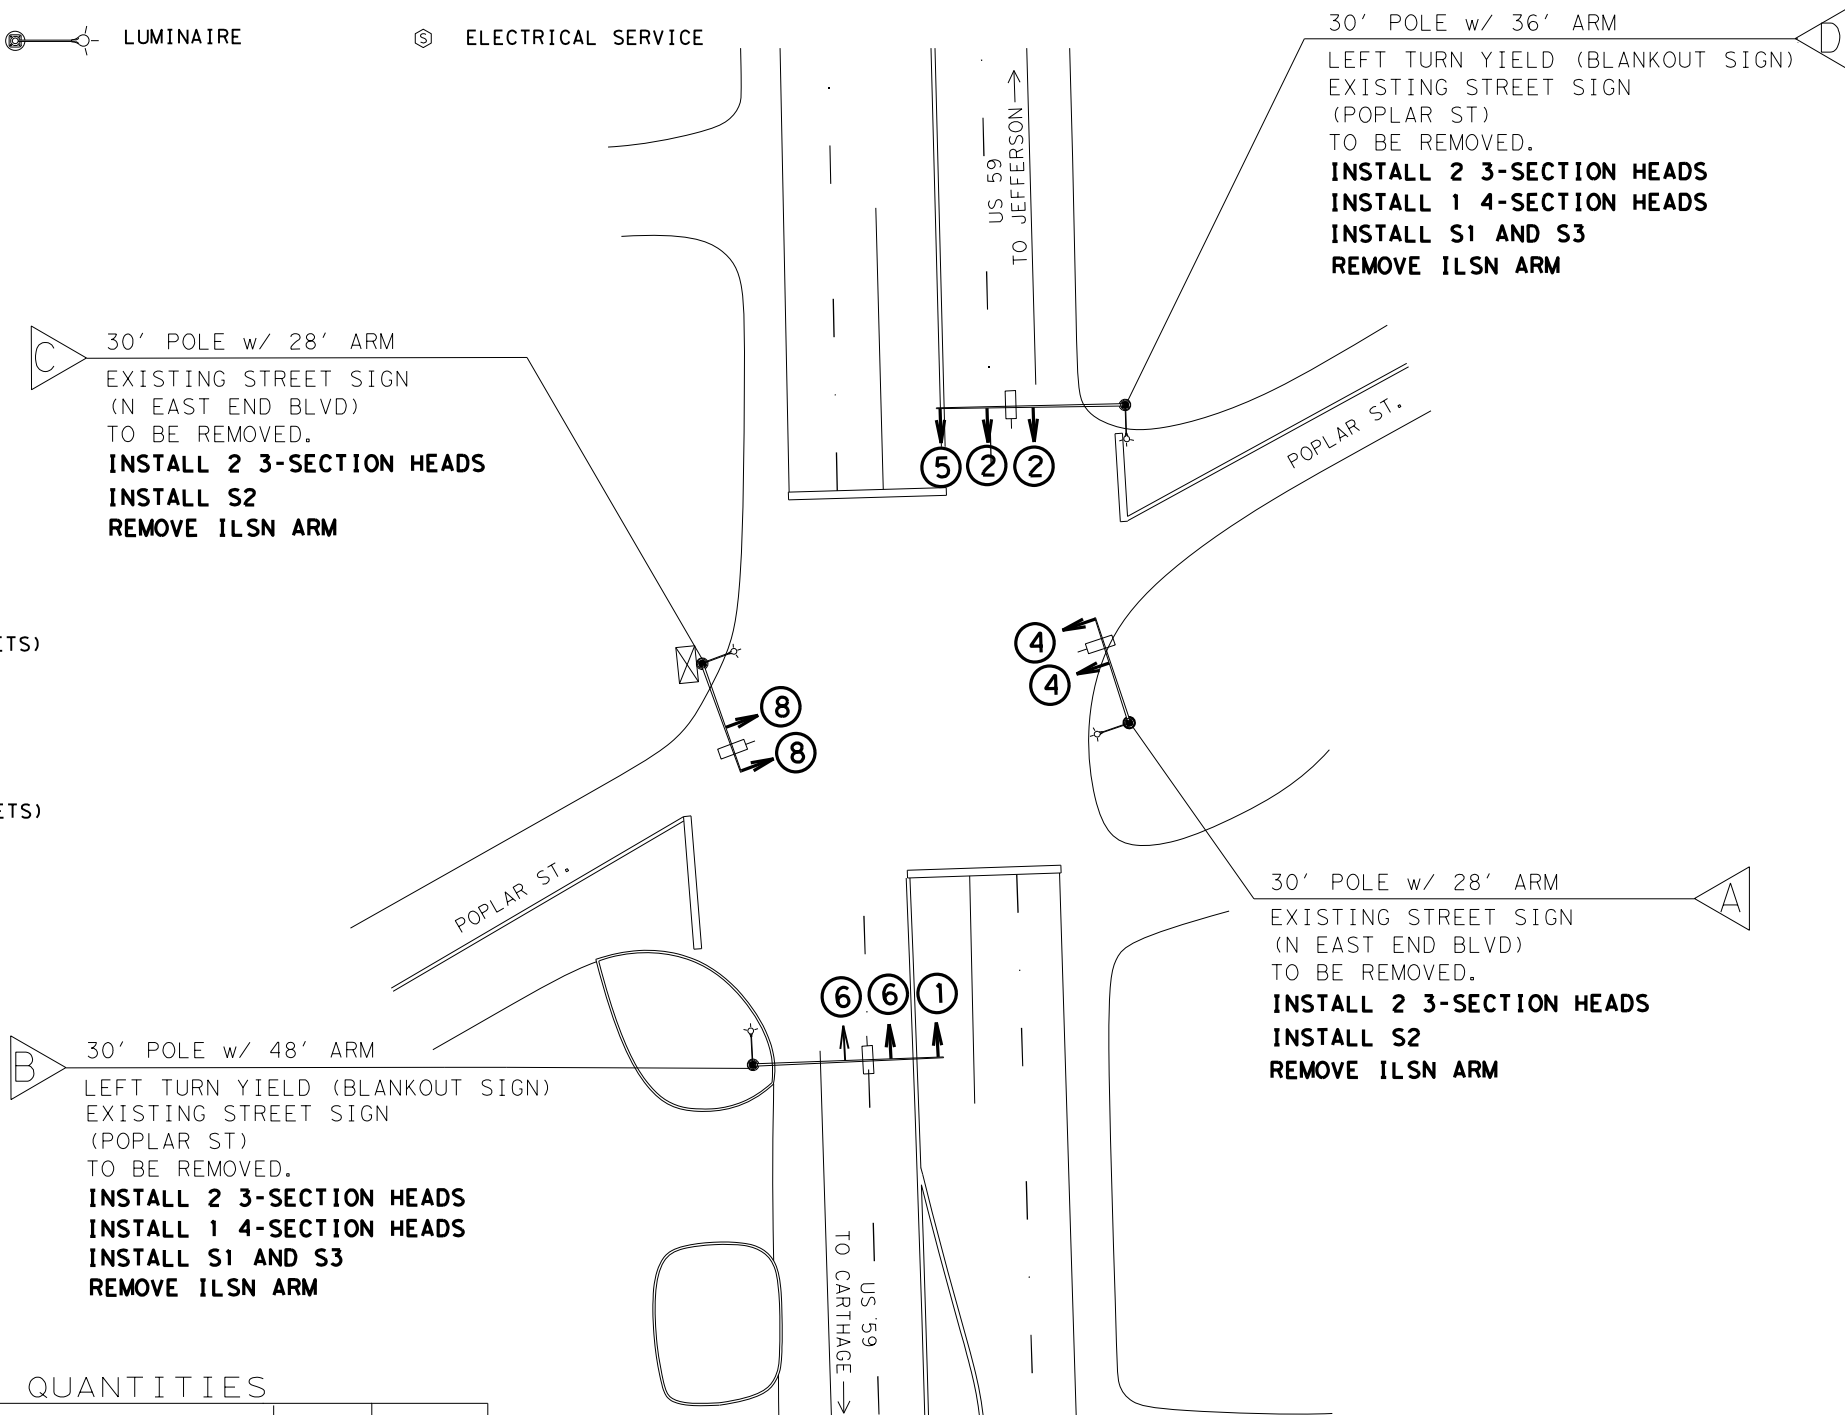 LUMINAIRE
Ⓢ ELECTRICAL SERVICE
D
30' POLE w/ 36' ARM
LEFT TURN YIELD (BLANKOUT SIGN)
EXISTING STREET SIGN
(POPLAR ST)
TO BE REMOVED.
INSTALL 2 3-SECTION HEADS
INSTALL 1 4-SECTION HEADS
INSTALL S1 AND S3
REMOVE ILSN ARM
US 59
TO JEFFERSON
C
30' POLE w/ 28' ARM
EXISTING STREET SIGN
(N EAST END BLVD)
TO BE REMOVED.
INSTALL 2 3-SECTION HEADS
INSTALL S2
REMOVE ILSN ARM
5 2 2
POPLAR ST.
ETS)
4
4
8
8
ETS)
POPLAR ST.
A
30' POLE w/ 28' ARM
EXISTING STREET SIGN
(N EAST END BLVD)
TO BE REMOVED.
INSTALL 2 3-SECTION HEADS
INSTALL S2
REMOVE ILSN ARM
6 6 1
B
30' POLE w/ 48' ARM
LEFT TURN YIELD (BLANKOUT SIGN)
EXISTING STREET SIGN
(POPLAR ST)
TO BE REMOVED.
INSTALL 2 3-SECTION HEADS
INSTALL 1 4-SECTION HEADS
INSTALL S1 AND S3
REMOVE ILSN ARM
US 59
TO CARTHAGE
QUANTITIES